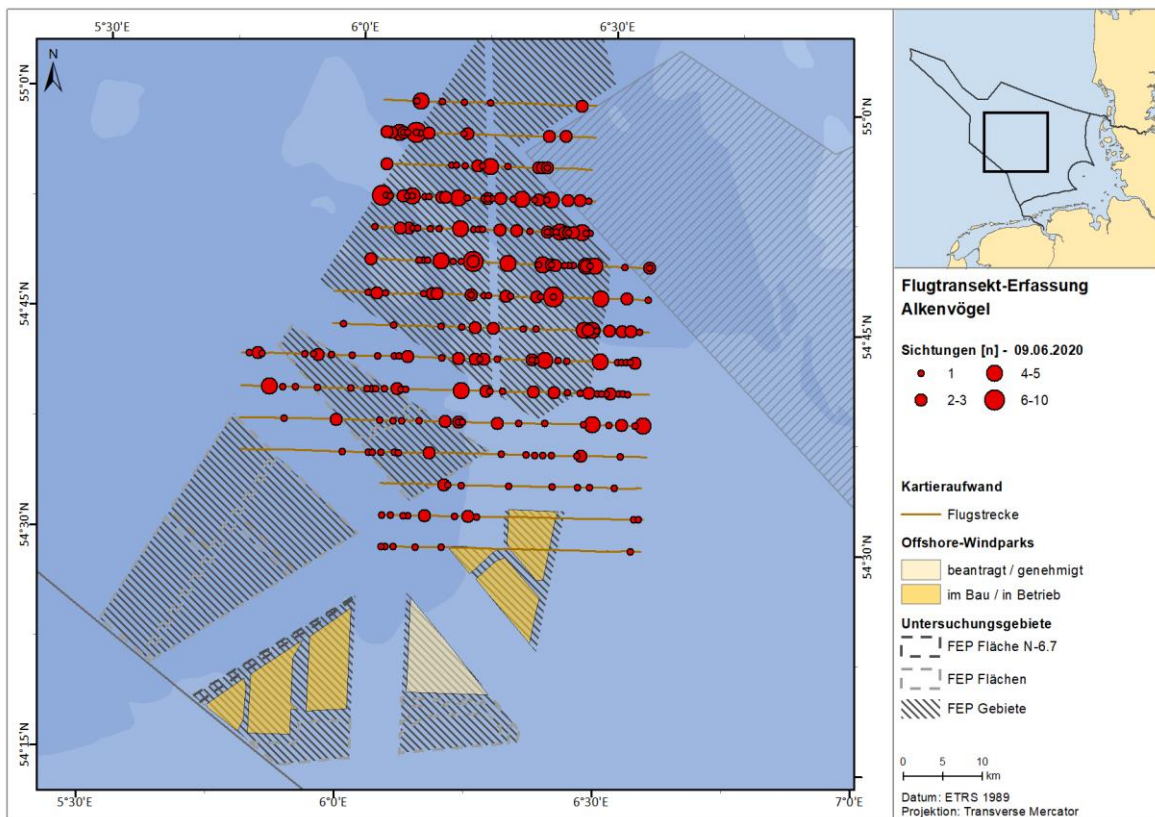 5°30'E
6°0'E
6°30'E
N
55°0'N
54°45'N
54°30'N
54°15'N
55°0'N
54°45'N
54°30'N
5°30'E
6°0'E
6°30'E
7°0'E
Flugtransekt-Erfassung
Alkenvögel
Sichtungen [n] - 09.06.2020
1 4-5
2-3 6-10
Kartieraufwand
Flugstrecke
Offshore-Windparks
beantragt / genehmigt
im Bau / in Betrieb
Untersuchungsgebiete
FEP Fläche N-6.7
FEP Flächen
FEP Gebiete
0 5 10
km
Datum: ETRS 1989
Projektion: Transverse Mercator